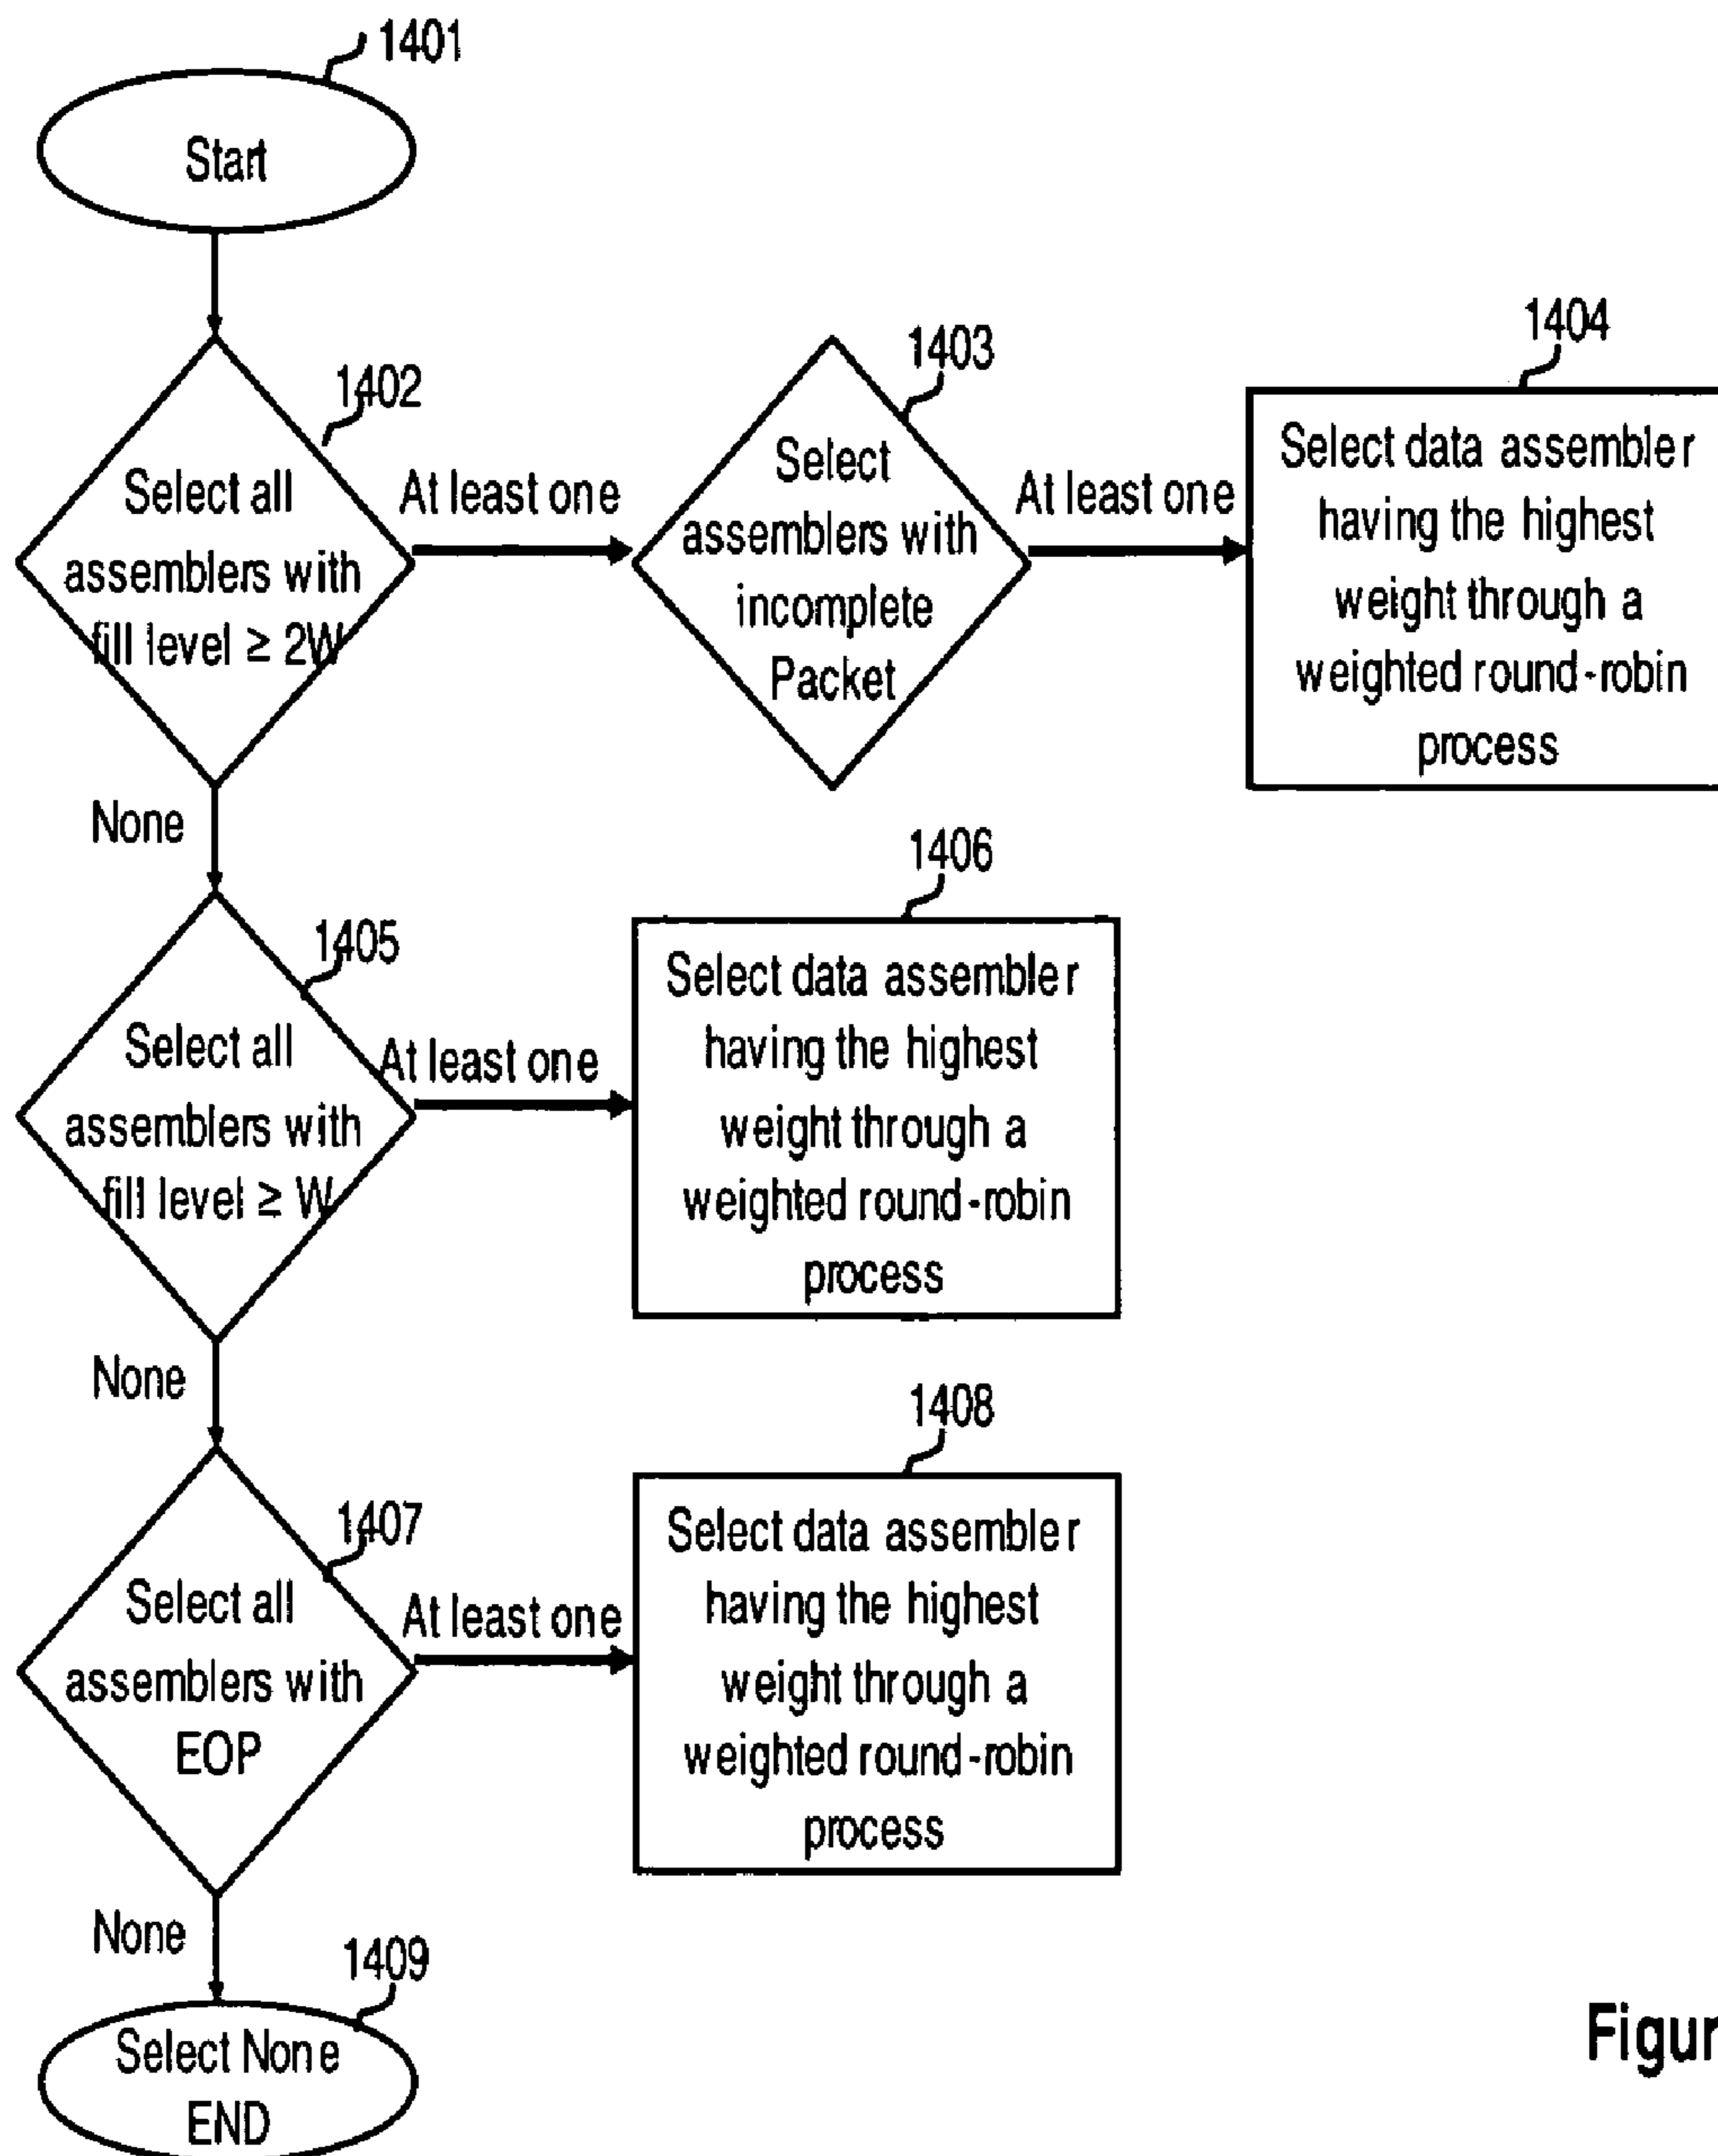 1401
Start
1402
Select all
assemblers with
fill level ≥ 2W
At least one
1403
Select
assemblers with
incomplete
Packet
At least one
1404
Select data assembler
having the highest
weight through a
weighted round-robin
process
None
1405
Select all
assemblers with
fill level ≥ W
At least one
1406
Select data assembler
having the highest
weight through a
weighted round-robin
process
None
1407
Select all
assemblers with
EOP
At least one
1408
Select data assembler
having the highest
weight through a
weighted round-robin
process
None
1409
Select None
END
Figur